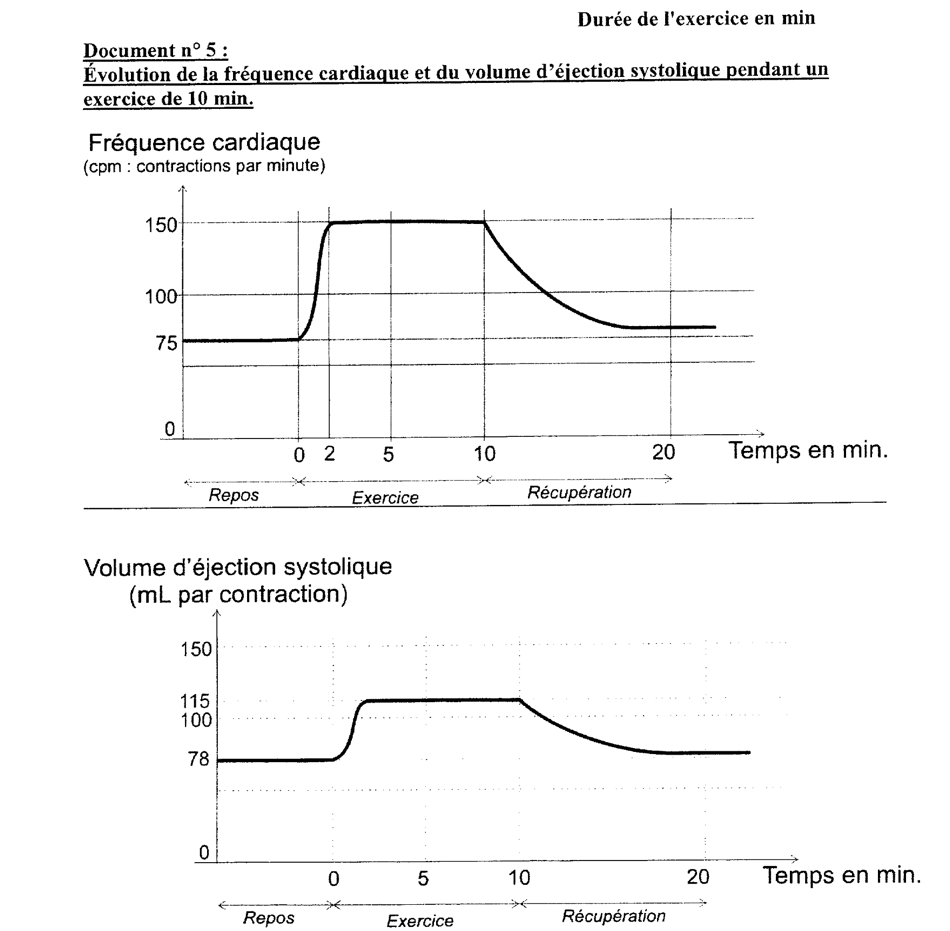 Durée de l'exercice en min
Document n° 5 :
Évolution de la fréquence cardiaque et du volume d'éjection systolique pendant un
exercice de 10 min.
Fréquence cardiaque
(cpm : contractions par minute)
150
100
75
0
0 2 5 10 20 Temps en min.
Repos Exercice Récupération
Volume d'éjection systolique
(mL par contraction)
150
115
100
78
0
0 5 10 20 Temps en min.
Repos Exercice Récupération